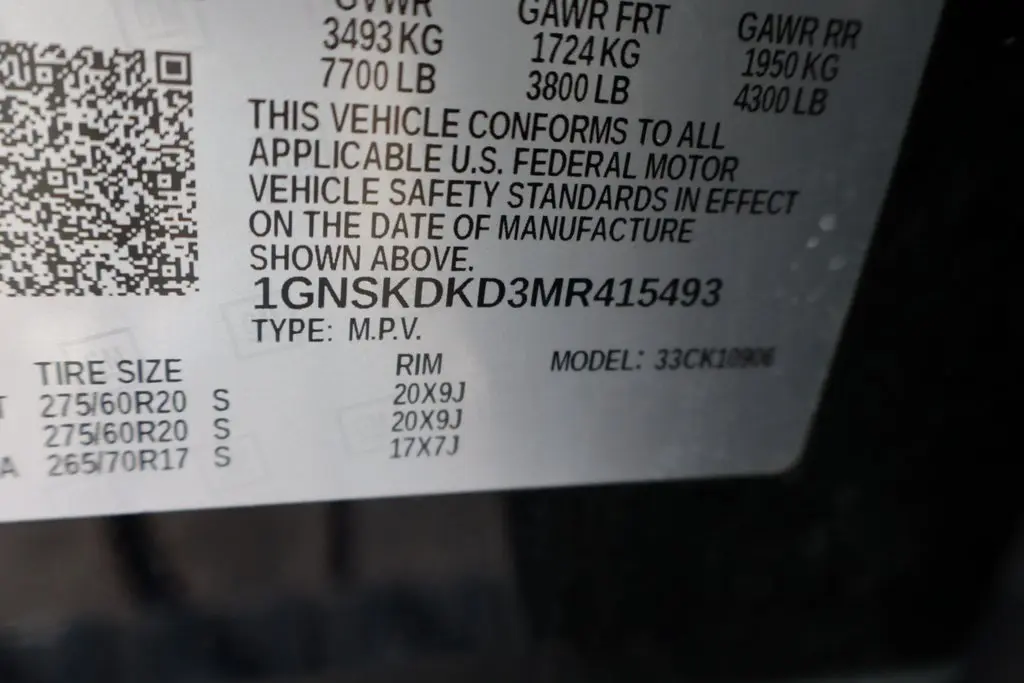 GVWR GAWR FRT GAWR RR
3493 KG 1724 KG 1950 KG
7700 LB 3800 LB 4300 LB
THIS VEHICLE CONFORMS TO ALL
APPLICABLE U.S. FEDERAL MOTOR
VEHICLE SAFETY STANDARDS IN EFFECT
ON THE DATE OF MANUFACTURE
SHOWN ABOVE.
1GNSKDKD3MR415493
TYPE: M.P.V.
TIRE SIZE RIM MODEL: 33CK10906
275/60R20 S 20X9J
275/60R20 S 20X9J
265/70R17 S 17X7J